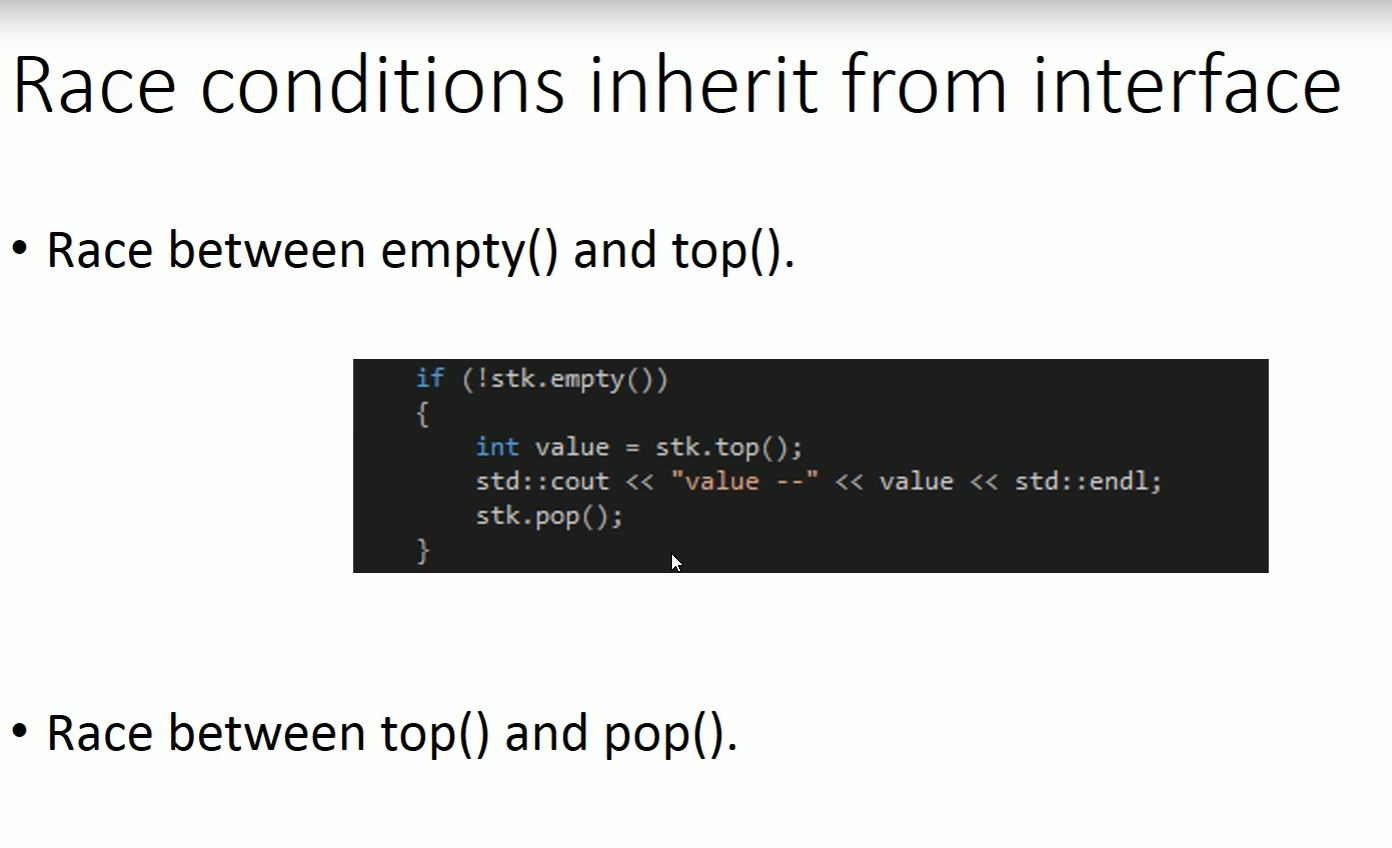 Race conditions inherit from interface
• Race between empty() and top().
if (!stk.empty())
{
int value = stk.top();
std::cout << "value --" << value << std::endl;
stk.pop();
}
• Race between top() and pop().